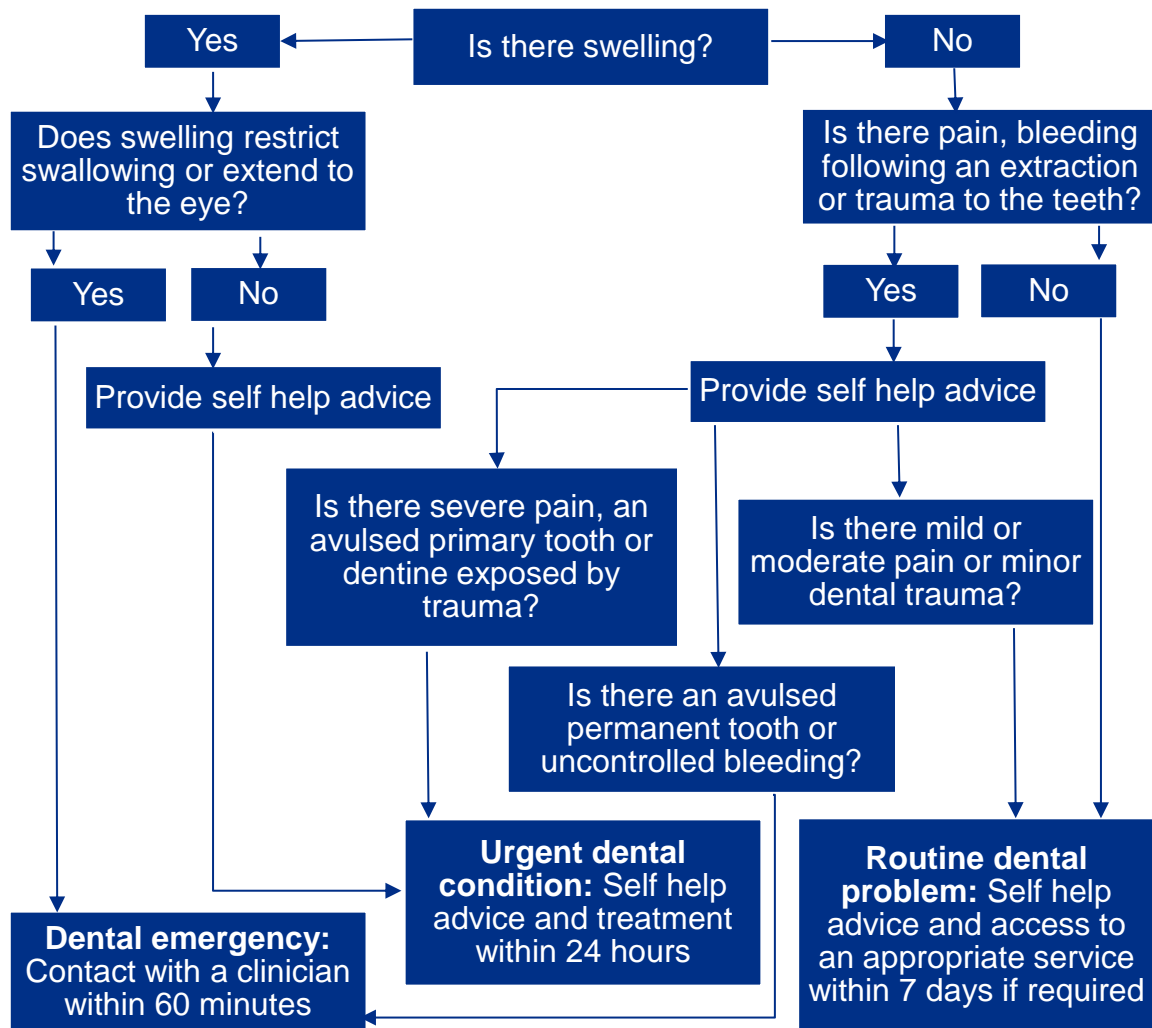 Yes
Is there swelling?
No
Does swelling restrict
swallowing or extend to
the eye?
Is there pain, bleeding
following an extraction
or trauma to the teeth?
Yes
No
Yes
No
Provide self help advice
Provide self help advice
Is there severe pain, an
avulsed primary tooth or
dentine exposed by
trauma?
Is there mild or
moderate pain or minor
dental trauma?
Is there an avulsed
permanent tooth or
uncontrolled bleeding?
Urgent dental
condition: Self help
advice and treatment
within 24 hours
Routine dental
problem: Self help
advice and access to
an appropriate service
within 7 days if required
Dental emergency:
Contact with a clinician
within 60 minutes